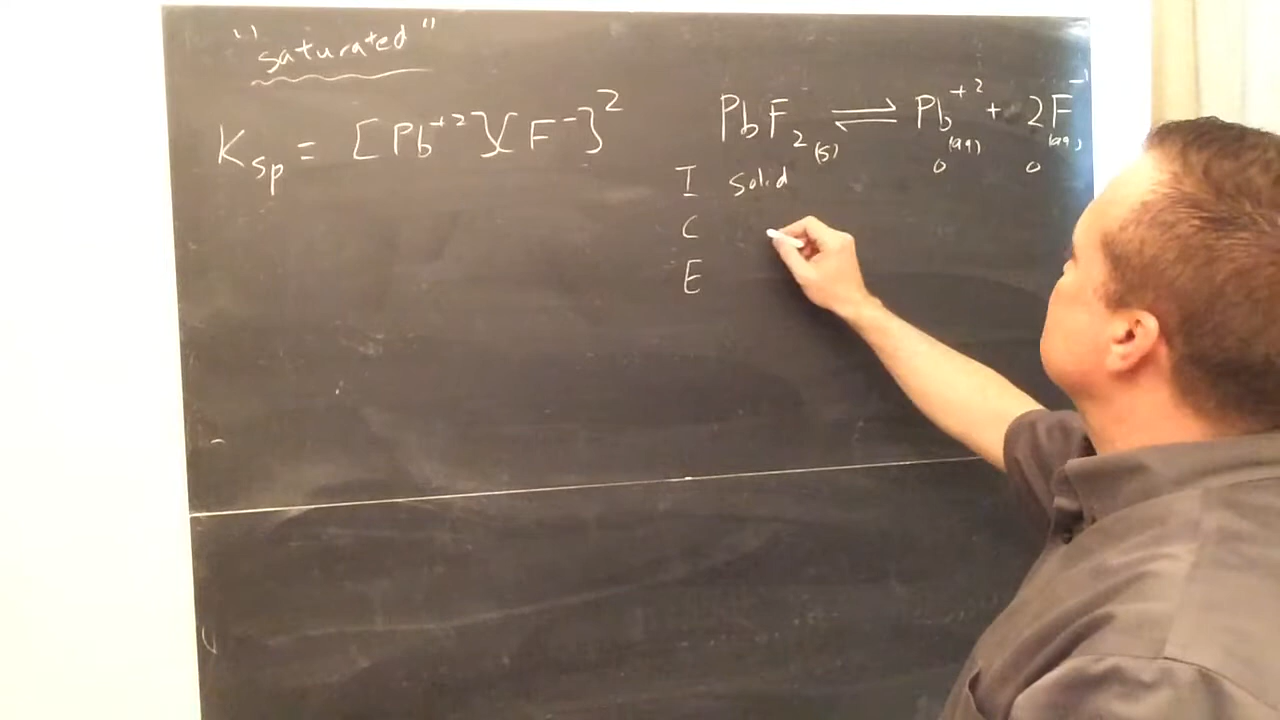 "saturated"
Ksp = [Pb⁺²][F⁻]²
PbF₂(s) ⇌ Pb⁺²(aq) + 2F⁻¹(aq)
I solid 0 0
C
E